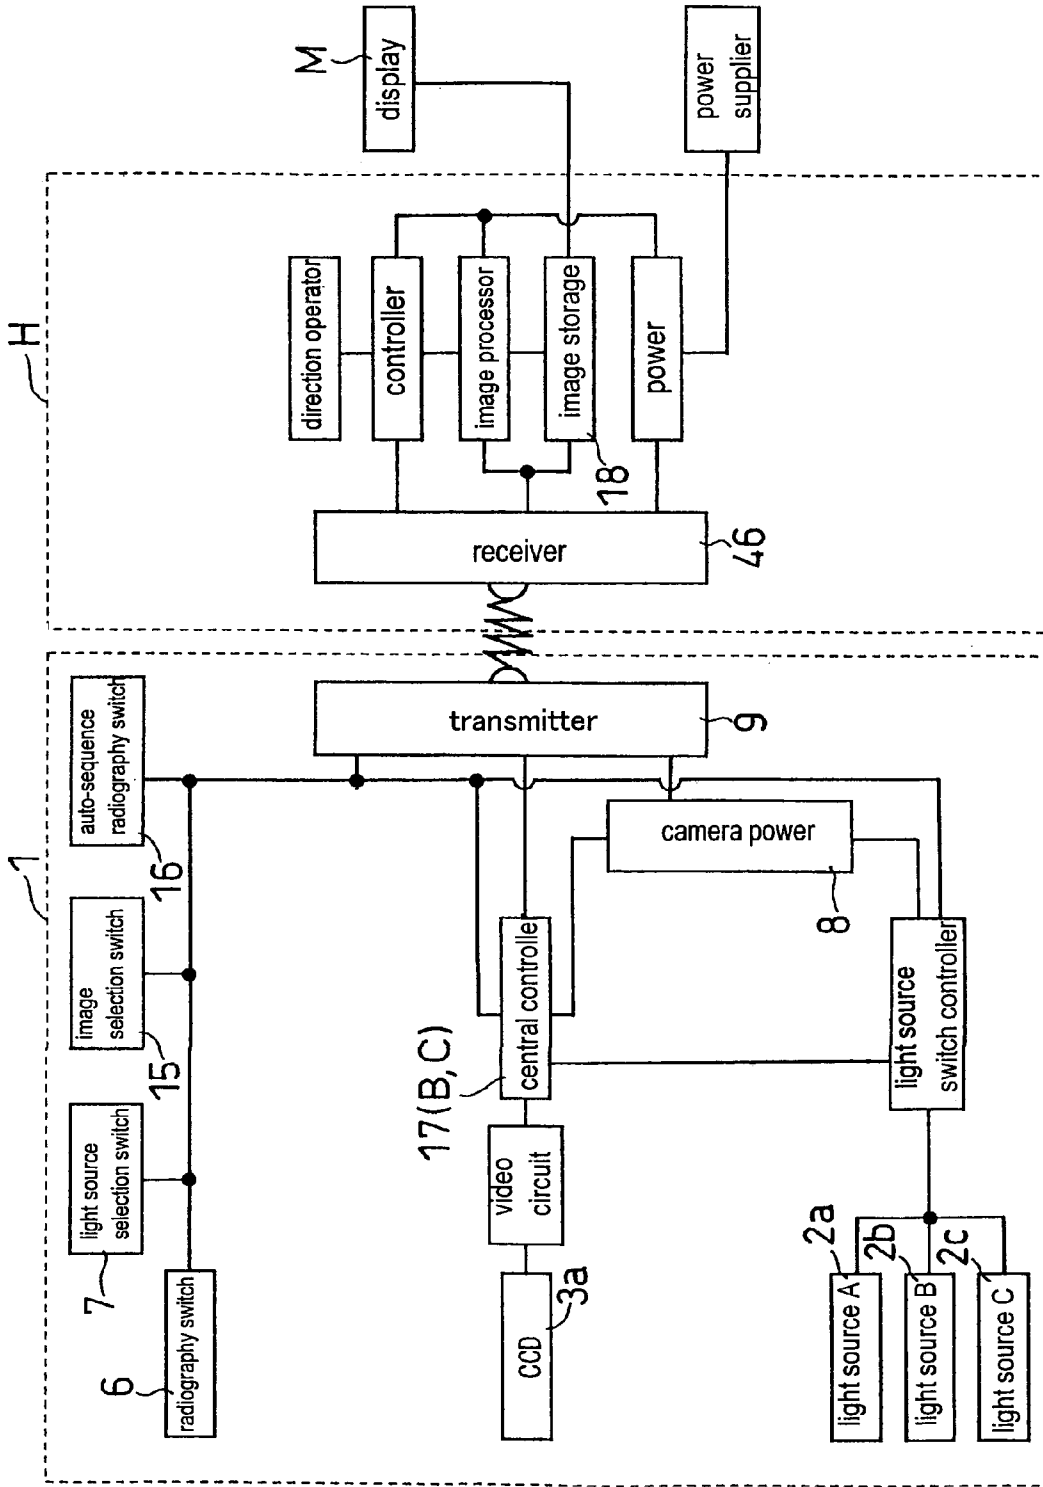 1
H
6
radiography switch
7
light source
selection switch
15
image
selection switch
16
auto-sequence
radiography switch
M
display
power
supplier
direction operator
controller
image processor
image storage
18
power
receiver
46
transmitter
9
camera power
8
17(B,C)
central controlle
video
circuit
CCD
3a
light source
switch controller
light source A
2a
light source B
2b
light source C
2c